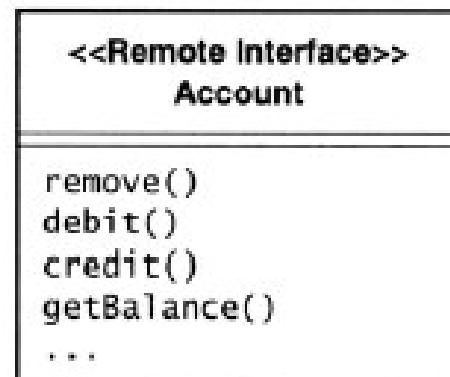 <<Remote Interface>>
Account
remove()
debit()
credit()
getBalance()
...